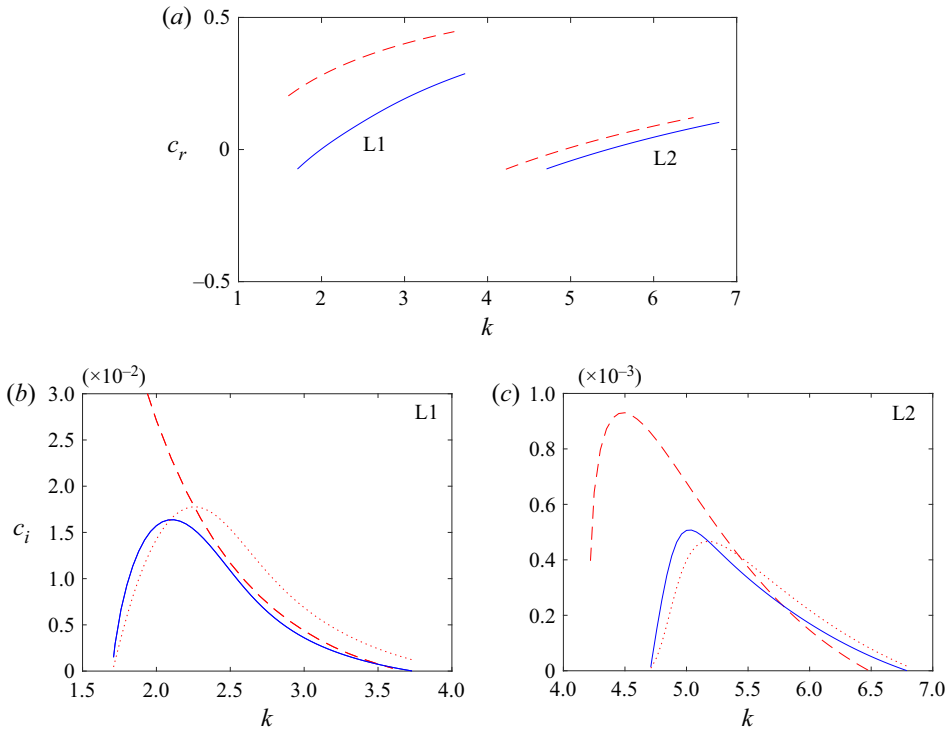 (a)
0.5
0
–0.5
c_r
L1
L2
1 2 3 4 5 6 7
k
(b)
(×10⁻²)
3.0
2.5
2.0
1.5
1.0
0.5
0
c_i
L1
1.5 2.0 2.5 3.0 3.5 4.0
k
(c)
(×10⁻³)
1.0
0.8
0.6
0.4
0.2
0
L2
4.0 4.5 5.0 5.5 6.0 6.5 7.0
k